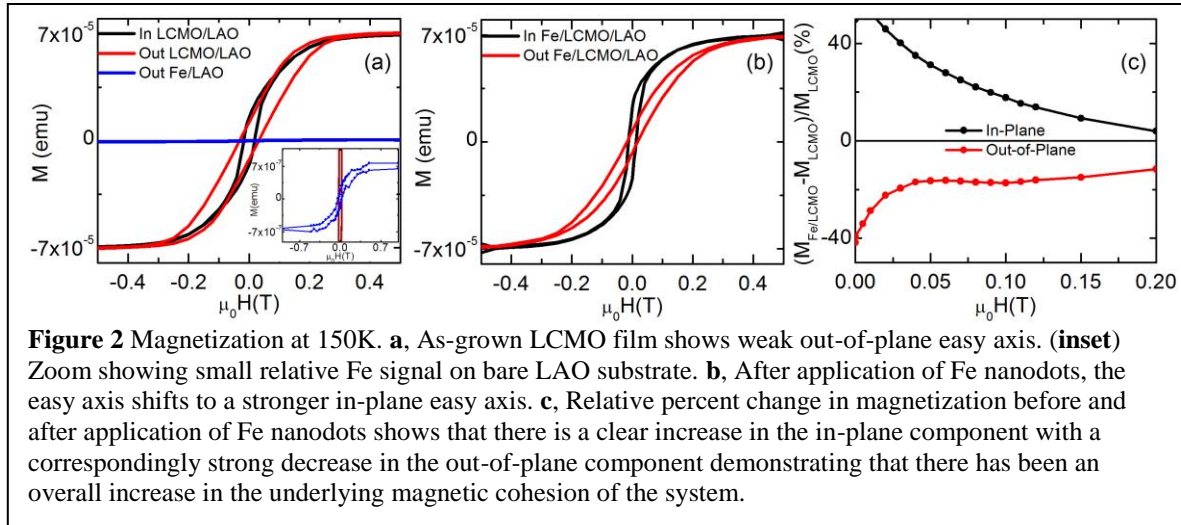 7x10⁻⁵
0
-7x10⁻⁵
M (emu)
In LCMO/LAO
Out LCMO/LAO
Out Fe/LAO
(a)
7x10⁻⁷
0
-7x10⁻⁷
M(emu)
-0.7 0.0 0.7
μ₀H(T)
-0.4 -0.2 0.0 0.2 0.4
μ₀H(T)
7x10⁻⁵
0
-7x10⁻⁵
M (emu)
In Fe/LCMO/LAO
Out Fe/LCMO/LAO
(b)
-0.4 -0.2 0.0 0.2 0.4
μ₀H(T)
40
0
-40
(M_Fe/LCMO-M_LCMO)/M_LCMO(%)
(c)
In-Plane
Out-of-Plane
0.00 0.05 0.10 0.15 0.20
μ₀H(T)
Figure 2 Magnetization at 150K. a, As-grown LCMO film shows weak out-of-plane easy axis. (inset)
Zoom showing small relative Fe signal on bare LAO substrate. b, After application of Fe nanodots, the
easy axis shifts to a stronger in-plane easy axis. c, Relative percent change in magnetization before and
after application of Fe nanodots shows that there is a clear increase in the in-plane component with a
correspondingly strong decrease in the out-of-plane component demonstrating that there has been an
overall increase in the underlying magnetic cohesion of the system.